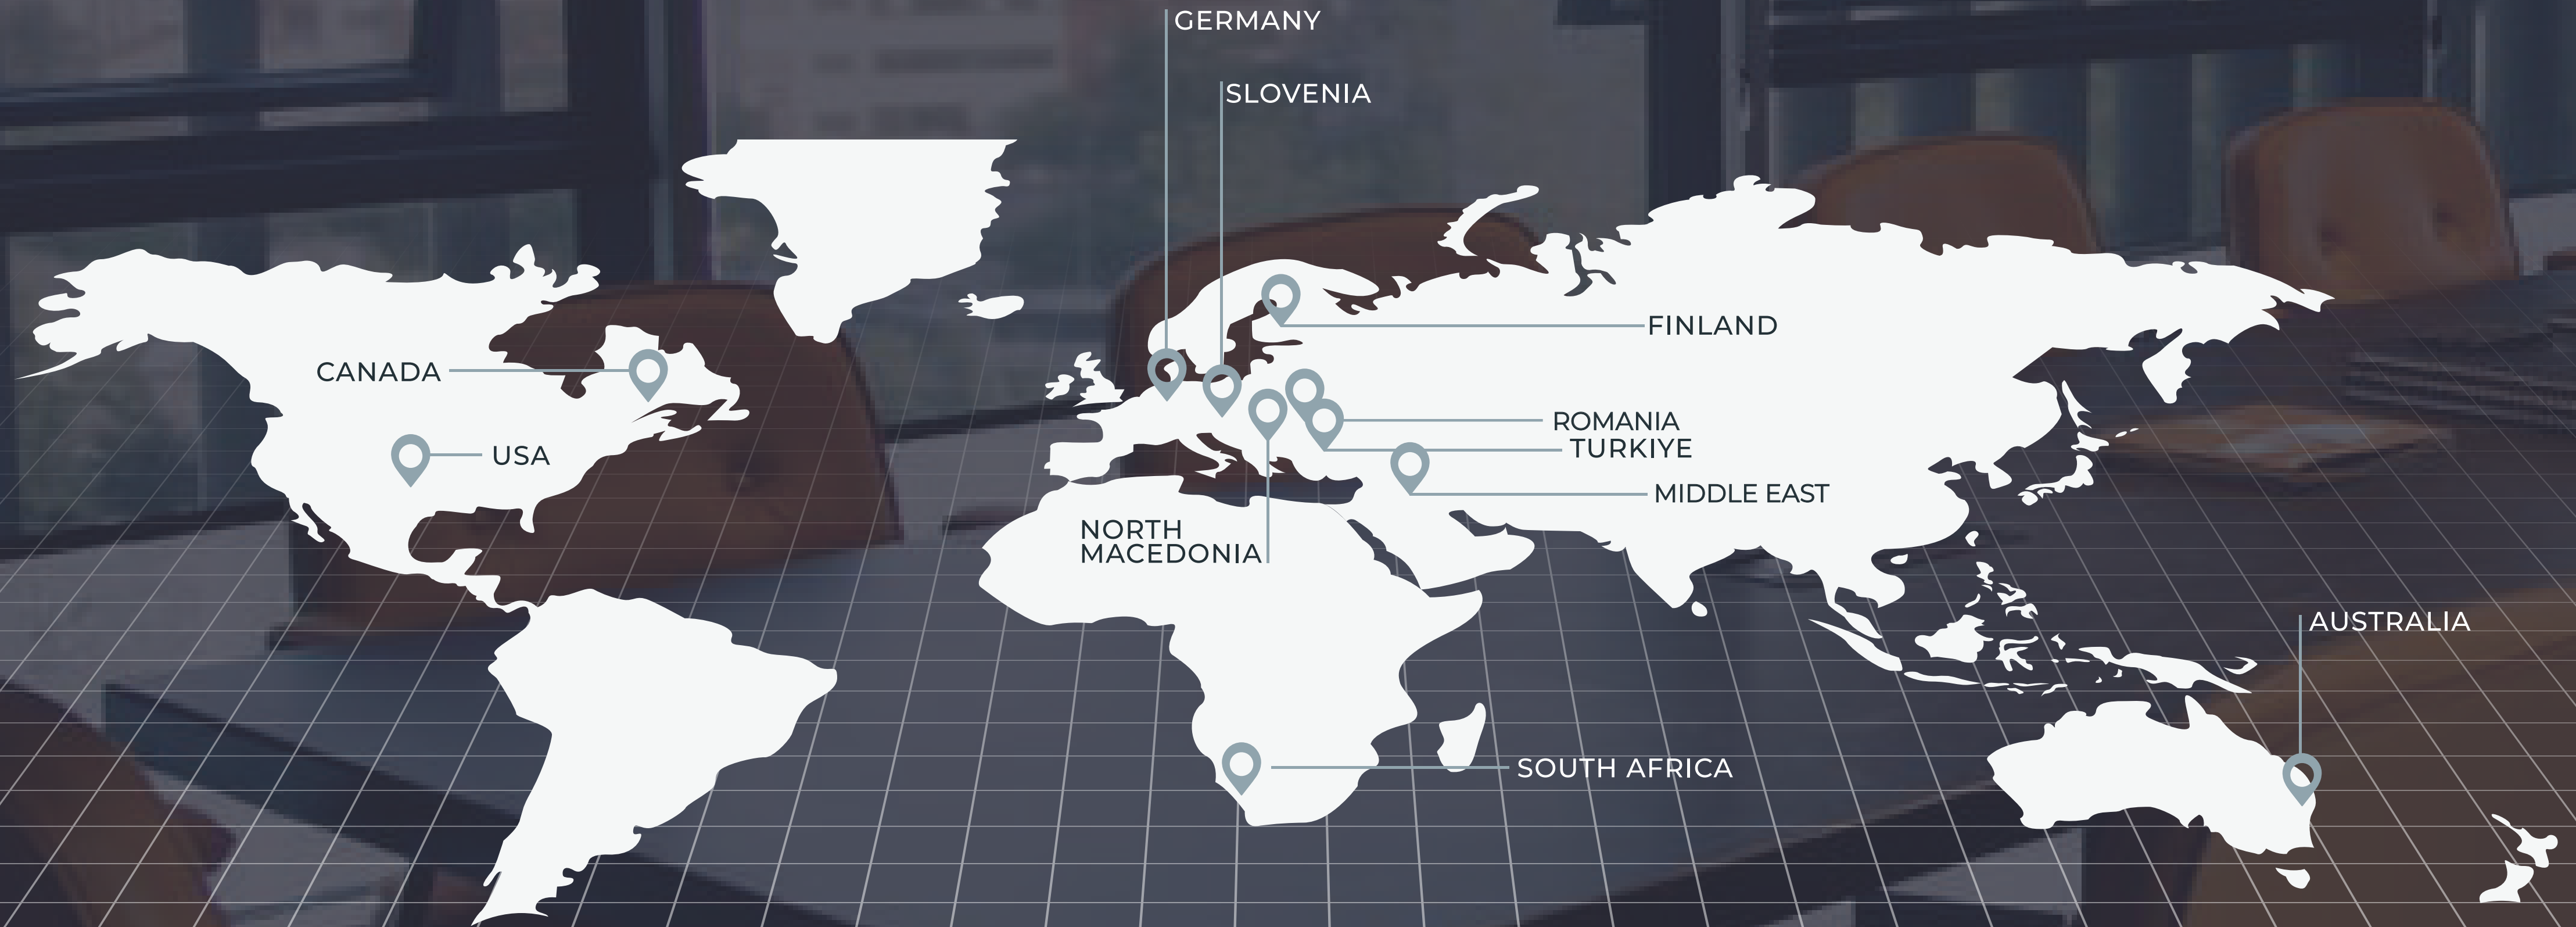 GERMANY
SLOVENIA
FINLAND
CANADA
ROMANIA
TURKIYE
USA
MIDDLE EAST
NORTH
MACEDONIA
AUSTRALIA
SOUTH AFRICA